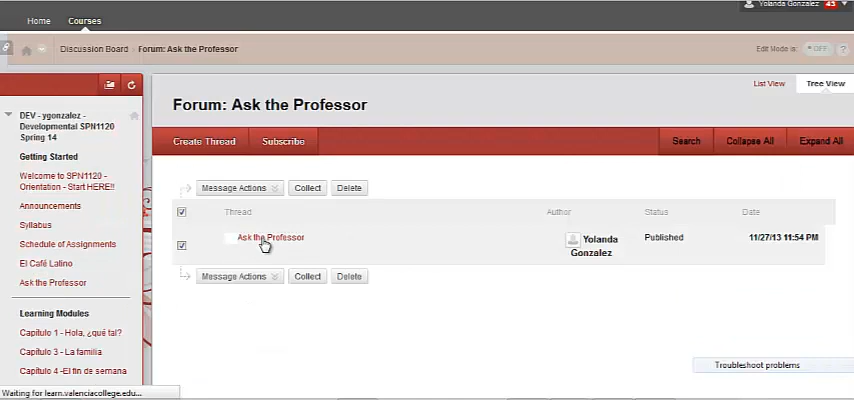 Yolanda Gonzalez 43
Home Courses
Discussion Board Forum: Ask the Professor Edit Mode is: OFF ?
List View Tree View
DEV - ygonzalez -
Developmental SPN1120
Spring 14
Getting Started
Welcome to SPN1120 -
Orientation - Start HERE!!
Announcements
Syllabus
Schedule of Assignments
El Café Latino
Ask the Professor
Learning Modules
Capítulo 1 - Hola, ¿qué tal?
Capítulo 3 - La familia
Capítulo 4 -El fin de semana
Waiting for learn.valenciacollege.edu...
Forum: Ask the Professor
Create Thread Subscribe Search Collapse All Expand All
Message Actions Collect Delete
Thread Author Status Date
Ask the Professor Yolanda Gonzalez Published 11/27/13 11:54 PM
Message Actions Collect Delete
Troubleshoot problems